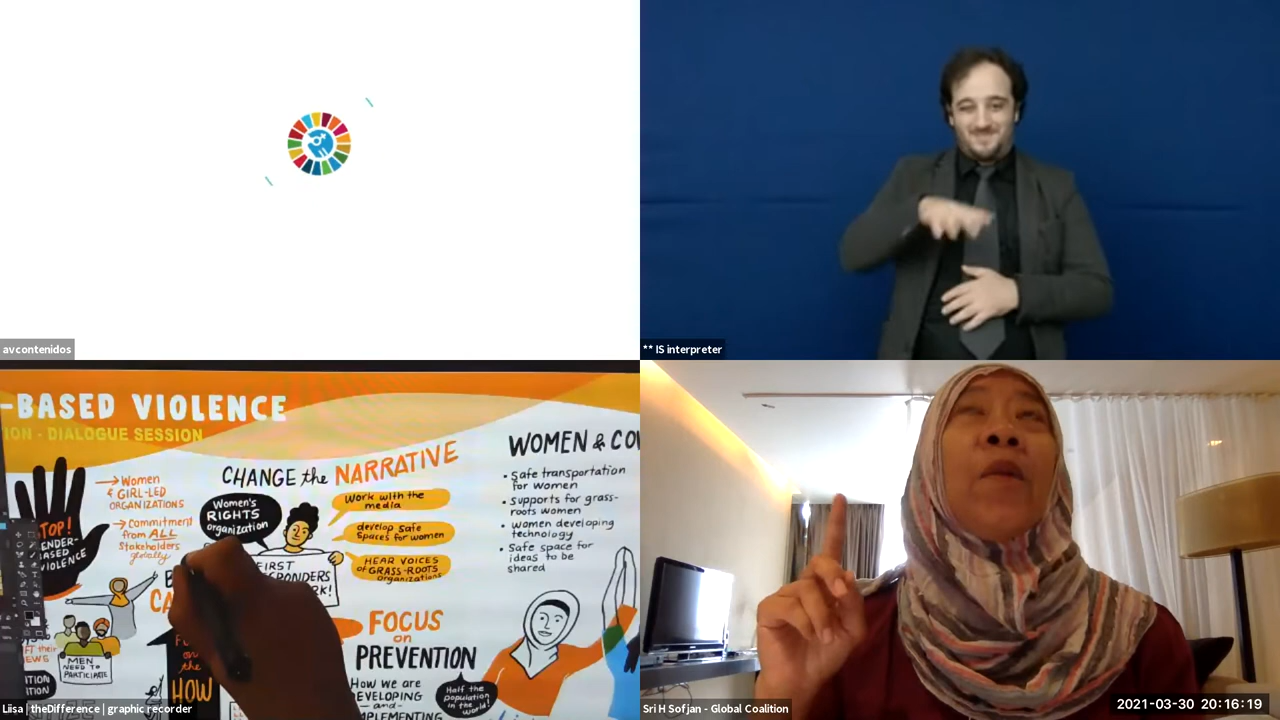 avcontenidos
** IS interpreter
-BASED VIOLENCE
ION - DIALOGUE SESSION
STOP!
GENDER-
BASED
VIOLENCE
→ Women
& GIRL-LED
ORGANIZATIONS
→ Commitment
from ALL
Stakeholders
globally
CHANGE the NARRATIVE
Women's
RIGHTS
organization
Work with the
media
develop Safe
Spaces for women
HEAR VOICES
of GRASS-ROOTS
organizations
FIRST
WOMEN & CO
• Safe transportation
for women
• Supports for grass-
roots women
• women developing
technology
• Safe space for
ideas to be
shared
MEN
NEED TO
PARTICIPATE
on
the
HOW
FOCUS
on
PREVENTION
How we are
DEVELOPING
-and-
IMPLEMENTING
Half the
population
in the
world!
Liisa | theDifference | graphic recorder
Sri H Sofjan - Global Coalition
2021-03-30 20:16:19